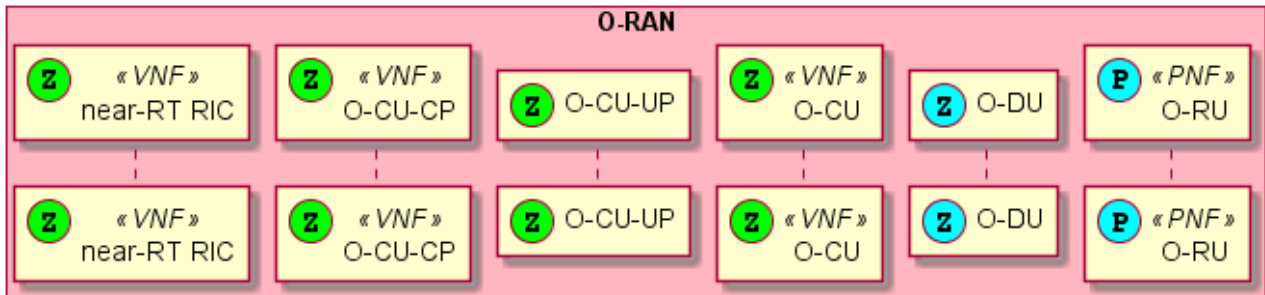 O-RAN
Z «VNF»
near-RT RIC
Z «VNF»
O-CU-CP
Z O-CU-UP
Z «VNF»
O-CU
Z O-DU
P «PNF»
O-RU
Z «VNF»
near-RT RIC
Z «VNF»
O-CU-CP
Z O-CU-UP
Z «VNF»
O-CU
Z O-DU
P «PNF»
O-RU